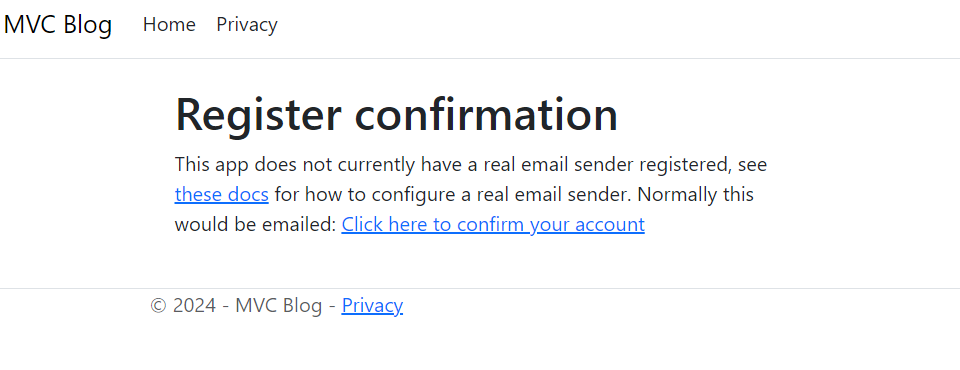 MVC Blog Home Privacy
Register confirmation
This app does not currently have a real email sender registered, see
these docs for how to configure a real email sender. Normally this
would be emailed: Click here to confirm your account
© 2024 - MVC Blog - Privacy